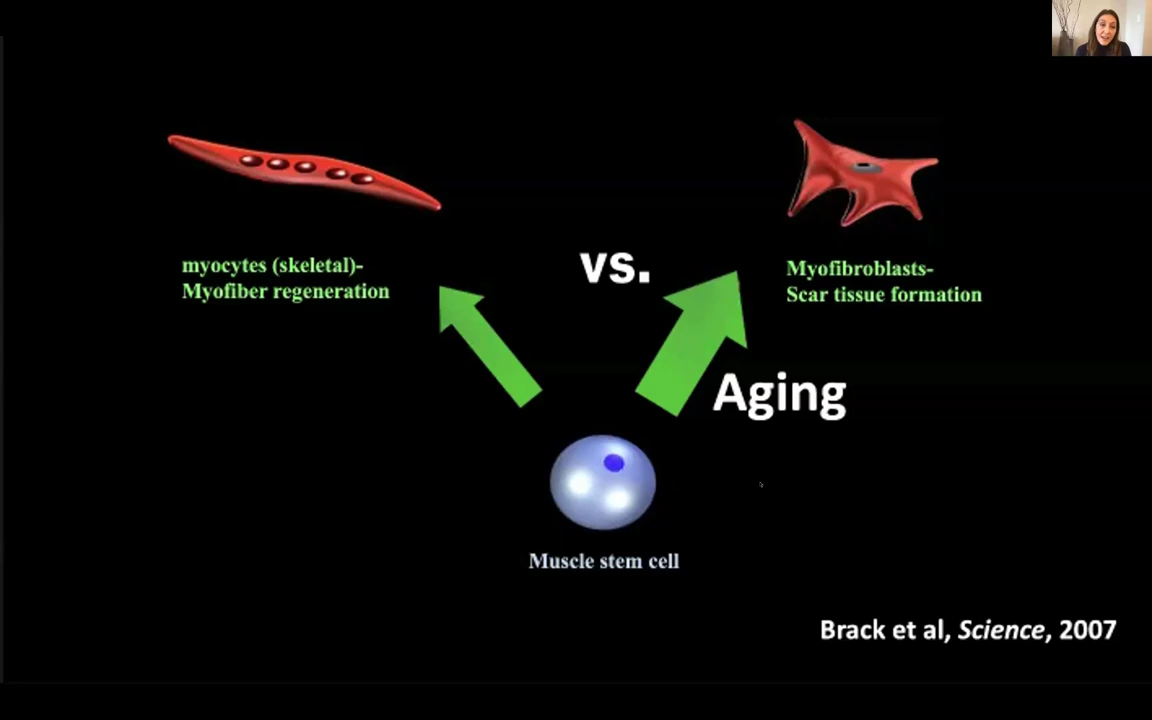 myocytes (skeletal)-
Myofiber regeneration
vs.
Myofibroblasts-
Scar tissue formation
Aging
Muscle stem cell
Brack et al, Science, 2007